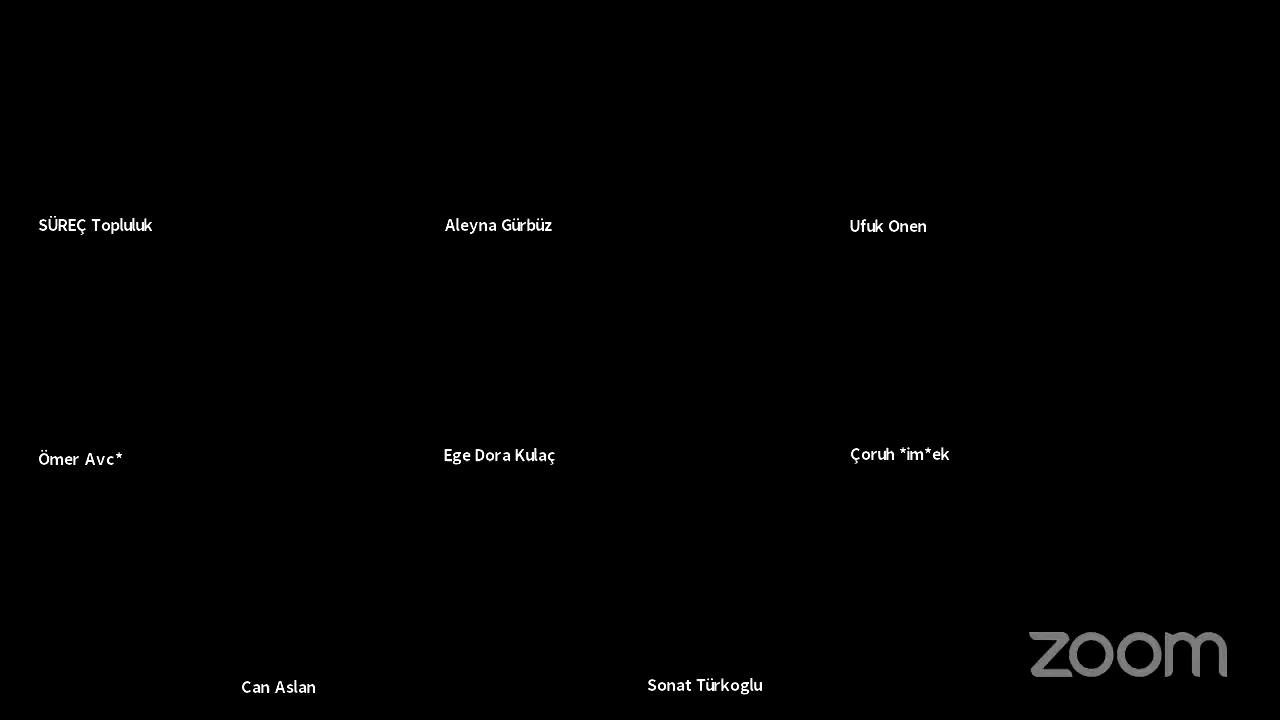 SÜREÇ Topluluk
Aleyna Gürbüz
Ufuk Onen
Ömer Avc*
Ege Dora Kulaç
Çoruh *im*ek
Can Aslan
Sonat Türkoglu
zoom